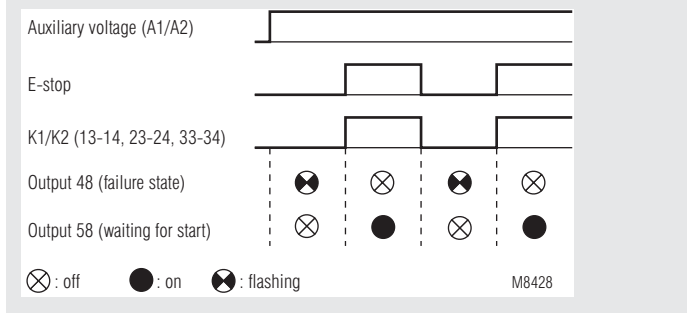 Auxiliary voltage (A1/A2)
E-stop
K1/K2 (13-14, 23-24, 33-34)
Output 48 (failure state)
Output 58 (waiting for start)
: off : on : flashing M8428